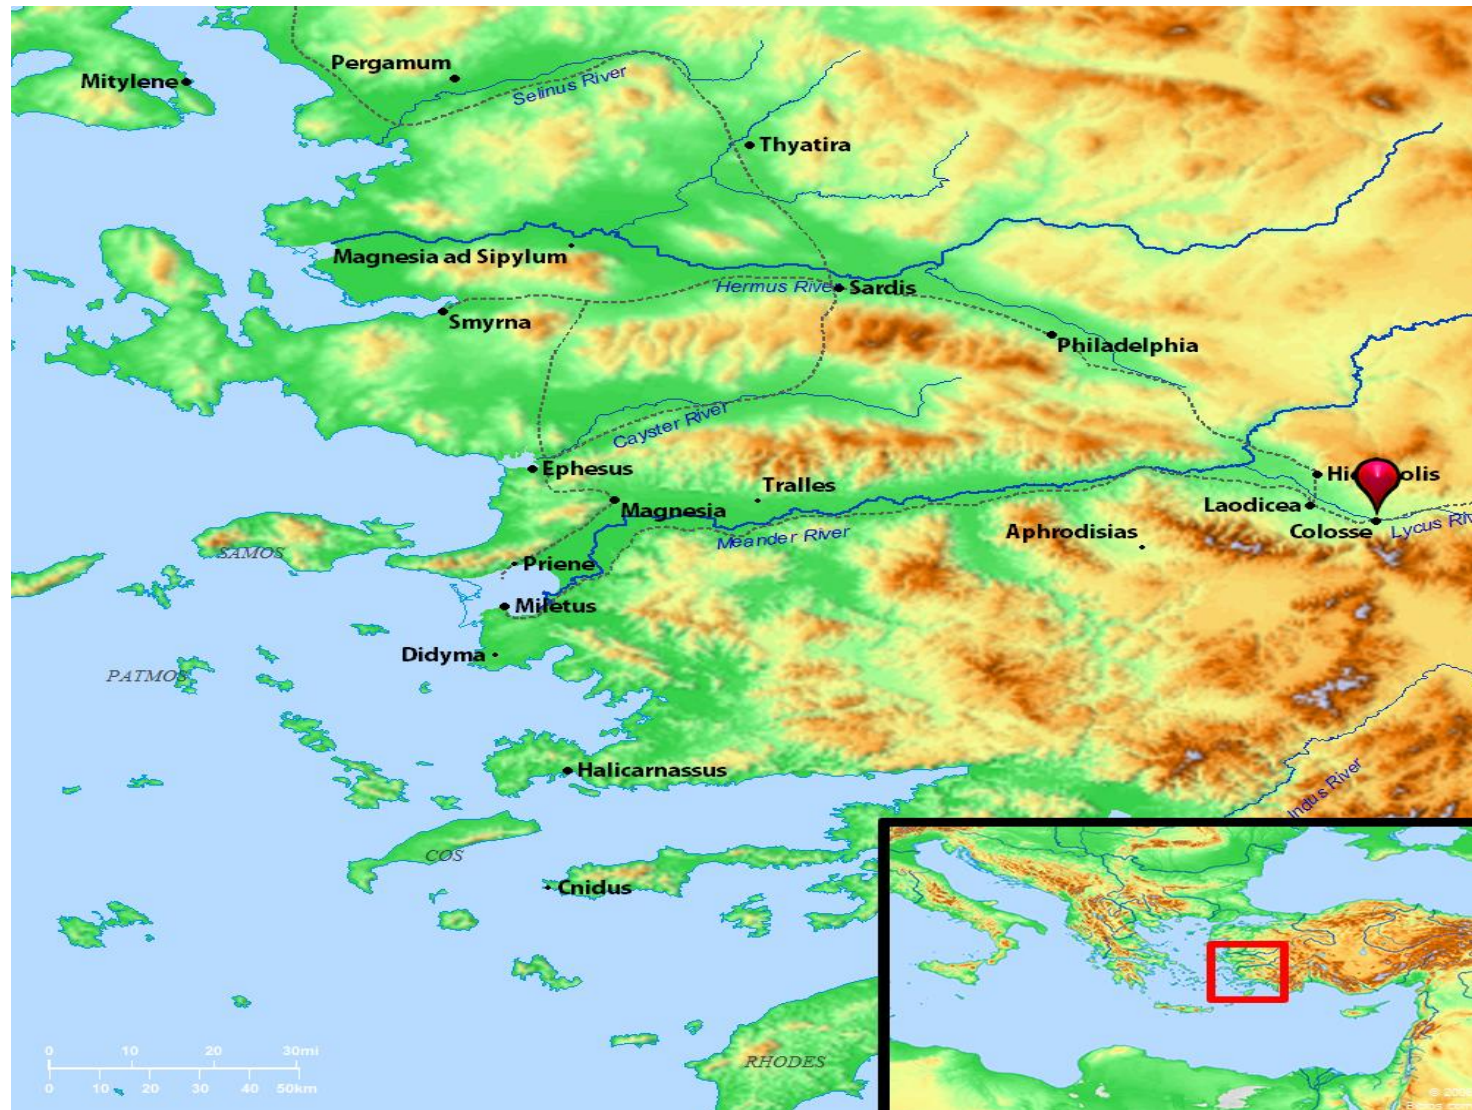 Pergamum
Mitylene
Selinus River
Thyatira
Magnesia ad Sipylum
Hermus River
Sardis
Smyrna
Philadelphia
Cayster River
Ephesus
Tralles
Magnesia
Laodicea
Colosse
Lycus
Meander River
Aphrodisias
SAMOS
Priene
Miletus
Didyma
PATMOS
Halicarnassus
Indus River
COS
Cnidus
RHODES
0 10 20 30mi
0 10 20 30 40 50km